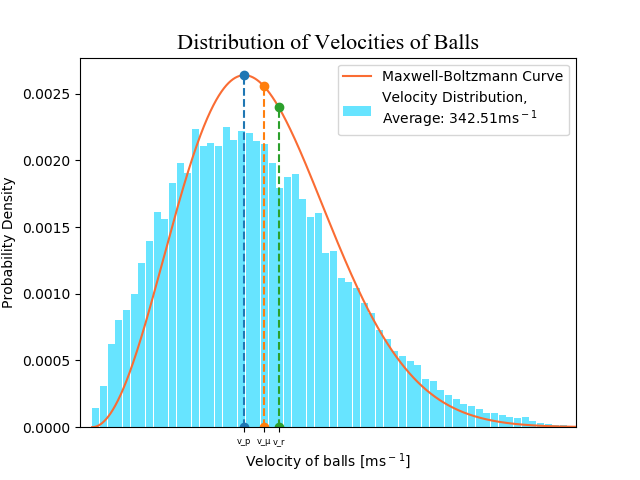 Distribution of Velocities of Balls
Maxwell-Boltzmann Curve
Velocity Distribution,
Average: 342.51ms⁻¹
Probability Density
0.0025
0.0020
0.0015
0.0010
0.0005
0.0000
v_p v_μ v_r
Velocity of balls [ms⁻¹]